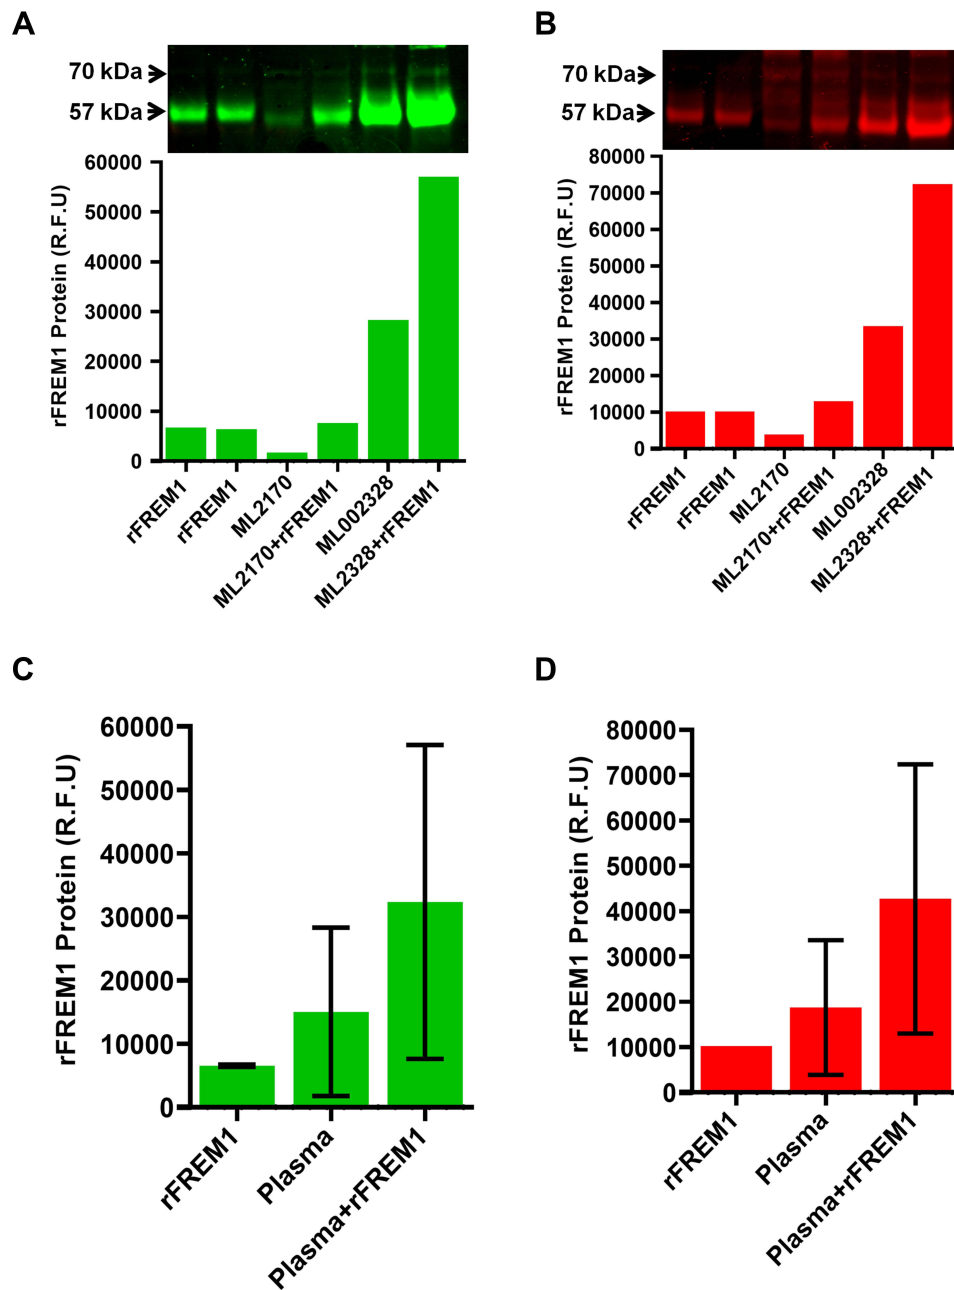 A
70 kDa
57 kDa
60000
50000
40000
30000
20000
10000
0
rFREM1 Protein (R.F.U)
rFREM1
rFREM1
ML2170
ML2170+rFREM1
ML002328
ML2328+rFREM1
B
70 kDa
57 kDa
80000
70000
60000
50000
40000
30000
20000
10000
0
rFREM1 Protein (R.F.U)
rFREM1
rFREM1
ML2170
ML2170+rFREM1
ML002328
ML2328+rFREM1
C
60000
50000
40000
30000
20000
10000
0
rFREM1 Protein (R.F.U)
rFREM1
Plasma
Plasma+rFREM1
D
80000
70000
60000
50000
40000
30000
20000
10000
0
rFREM1 Protein (R.F.U)
rFREM1
Plasma
Plasma+rFREM1